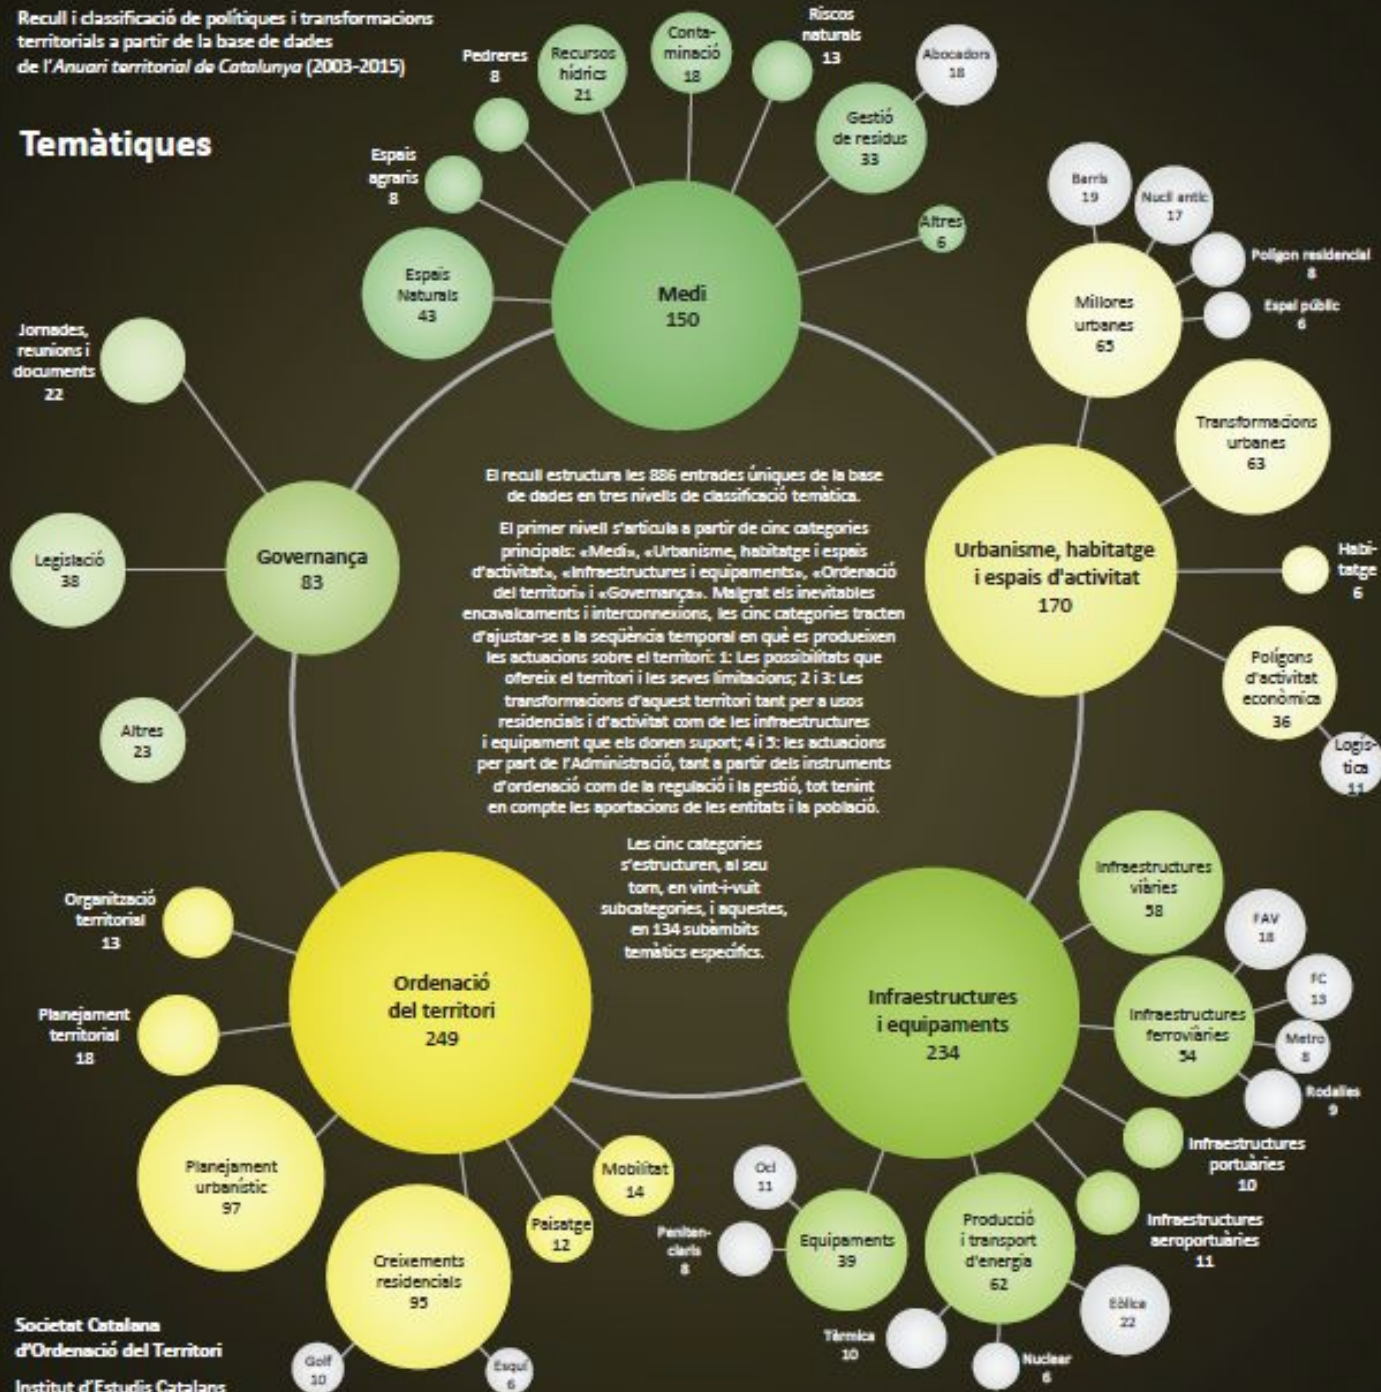 Recull i classificació de polítiques i transformacions
territorials a partir de la base de dades
de l'Anuari territorial de Catalunya (2003-2015)
Temàtiques
Pedreres
8
Recursos
hídrics
21
Conta-
minació
18
Riscos
naturals
13
Abocadors
18
Gestió
de residus
33
Espais
agraris
8
Altres
6
Espais
Naturals
43
Medi
150
Barris
19
Nucli antic
17
Polígon residencial
8
Espai públic
6
Millores
urbanes
65
Transformacions
urbanes
63
Urbanisme, habitatge
i espais d'activitat
170
Habi-
tatge
6
Polígons
d'activitat
econòmica
36
Logís-
tica
11
Jornades,
reunions i
documents
22
Legislació
38
Governança
83
Altres
23
El recull estructura les 886 entrades úniques de la base
de dades en tres nivells de classificació temàtica.
El primer nivell s'articula a partir de cinc categories
principals: «Medi», «Urbanisme, habitatge i espais
d'activitat», «Infraestructures i equipaments», «Ordenació
del territori» i «Governança». Malgrat els inevitables
encavalcaments i interconnexions, les cinc categories tracten
d'ajustar-se a la seqüència temporal en què es produeixen
les actuacions sobre el territori: 1: Les possibilitats que
ofereix el territori i les seves limitacions; 2 i 3: Les
transformacions d'aquest territori tant per a usos
residencials i d'activitat com de les infraestructures
i equipament que els donen suport; 4 i 5: les actuacions
per part de l'Administració, tant a partir dels instruments
d'ordenació com de la regulació i la gestió, tot tenint
en compte les aportacions de les entitats i la població.
Les cinc categories
s'estructuren, al seu
torn, en vint-i-vuit
subcategories, i aquestes,
en 134 subàmbits
temàtics específics.
Organització
territorial
13
Planejament
territorial
18
Ordenació
del territori
249
Planejament
urbanístic
97
Creixements
residencials
95
Golf
10
Esquí
6
Paisatge
12
Mobilitat
14
Infraestructures
i equipaments
234
Infraestructures
viàries
58
FAV
18
FC
13
Infraestructures
ferroviàries
54
Metro
8
Rodalies
9
Infraestructures
portuàries
10
Infraestructures
aeroportuàries
11
Oci
11
Peniten-
ciaris
8
Equipaments
39
Producció
i transport
d'energia
62
Tèrmica
10
Nuclear
6
Eòlica
22
Societat Catalana
d'Ordenació del Territori
Institut d'Estudis Catalans